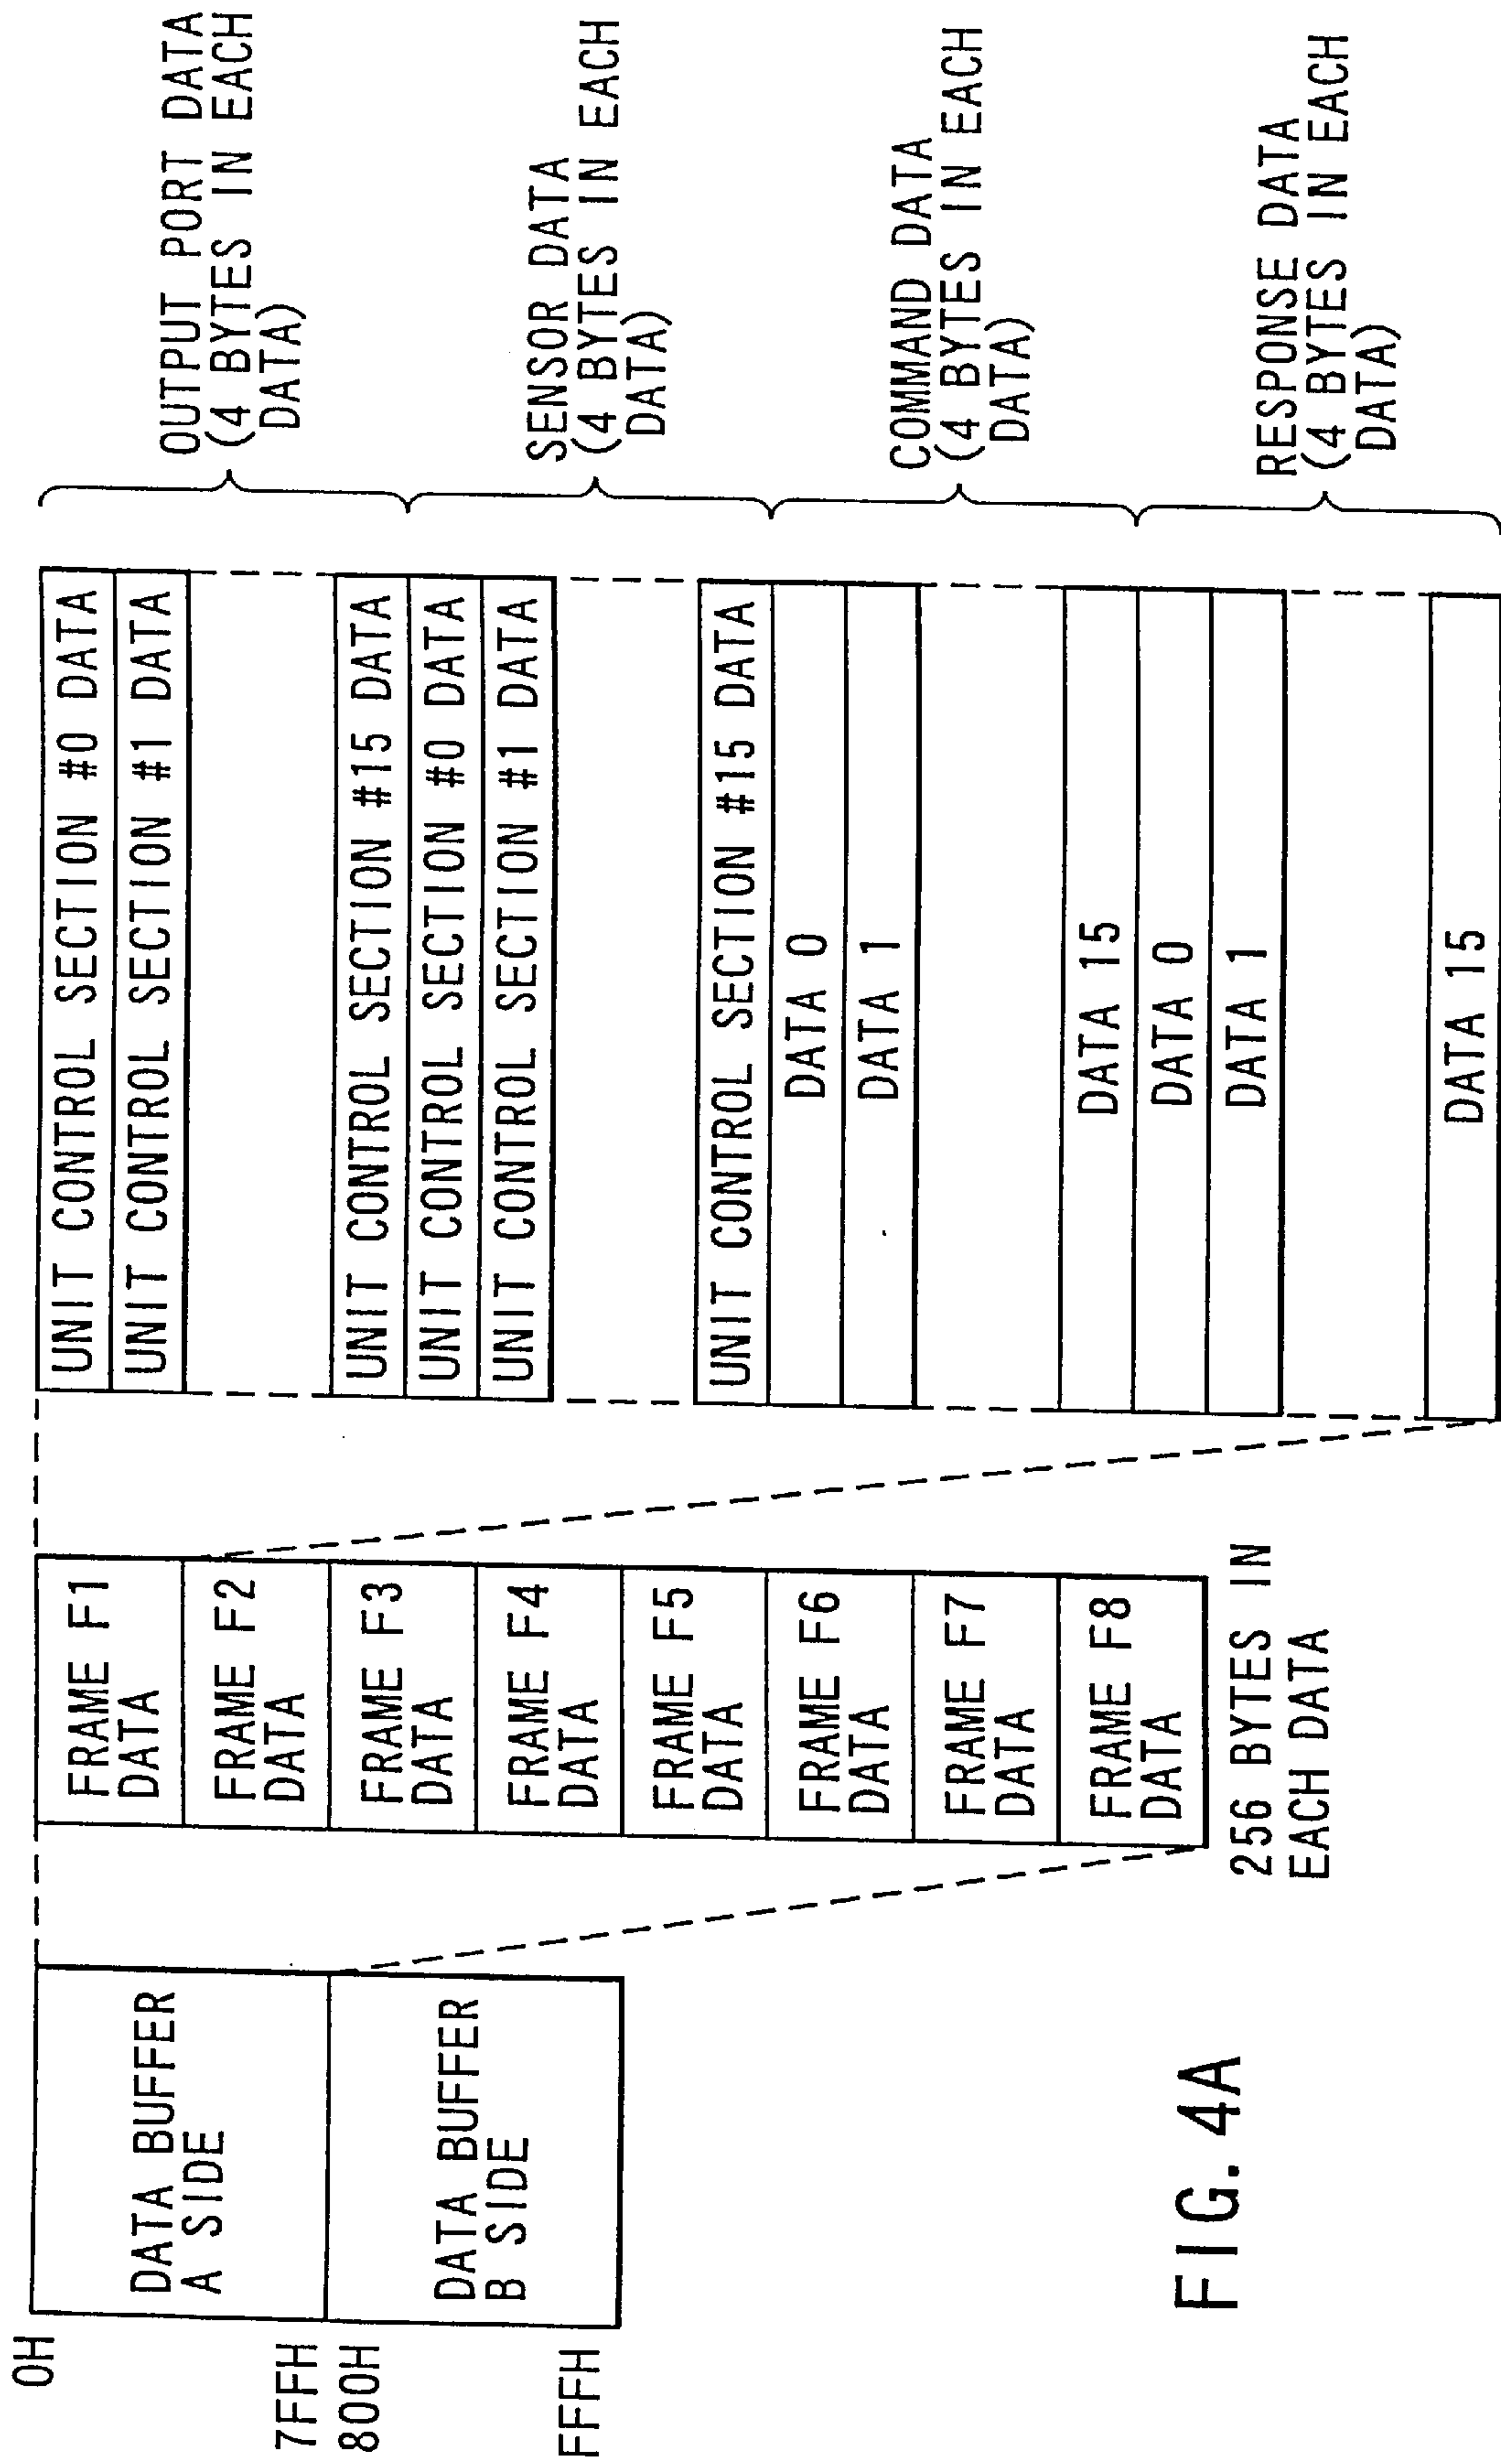 0H
7FFH
800H
FFFH
DATA BUFFER
A SIDE
DATA BUFFER
B SIDE
FRAME F1
DATA
FRAME F2
DATA
FRAME F3
DATA
FRAME F4
DATA
FRAME F5
DATA
FRAME F6
DATA
FRAME F7
DATA
FRAME F8
DATA
256 BYTES IN
EACH DATA
UNIT CONTROL SECTION #0 DATA
UNIT CONTROL SECTION #1 DATA
UNIT CONTROL SECTION #15 DATA
UNIT CONTROL SECTION #0 DATA
UNIT CONTROL SECTION #1 DATA
UNIT CONTROL SECTION #15 DATA
DATA 0
DATA 1
DATA 15
DATA 0
DATA 1
DATA 15
OUTPUT PORT DATA
(4 BYTES IN EACH
DATA)
SENSOR DATA
(4 BYTES IN EACH
DATA)
COMMAND DATA
(4 BYTES IN EACH
DATA)
RESPONSE DATA
(4 BYTES IN EACH
DATA)
FIG. 4A